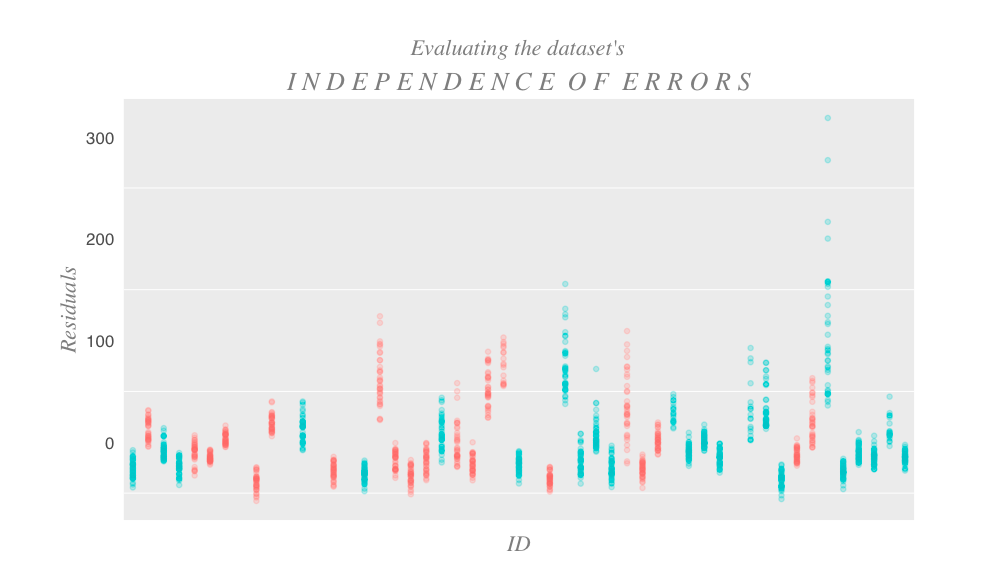 Evaluating the dataset's
INDEPENDENCE OF ERRORS
300
200
100
0
Residuals
ID